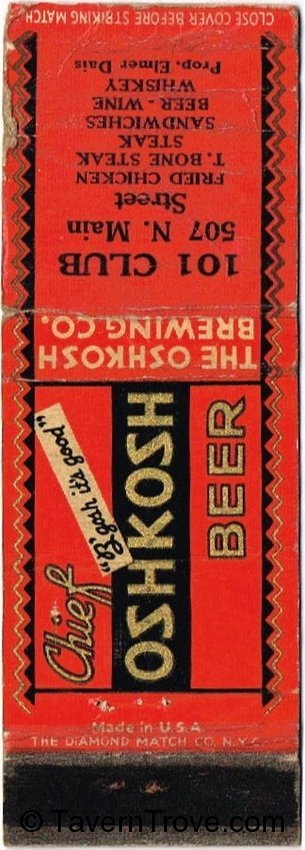 CLOSE COVER BEFORE STRIKING MATCH
101 CLUB
507 N. Main
Street
FRIED CHICKEN
T. BONE STEAK
STEAK
SANDWICHES
BEER - WINE
WHISKEY
Prop. Elmer Dais
THE OSHKOSH
BREWING CO.
Chief
"By gosh it's good"
OSHKOSH
BEER
Made in U.S.A.
THE DIAMOND MATCH CO. N.Y.C.
© TavernTrove.com